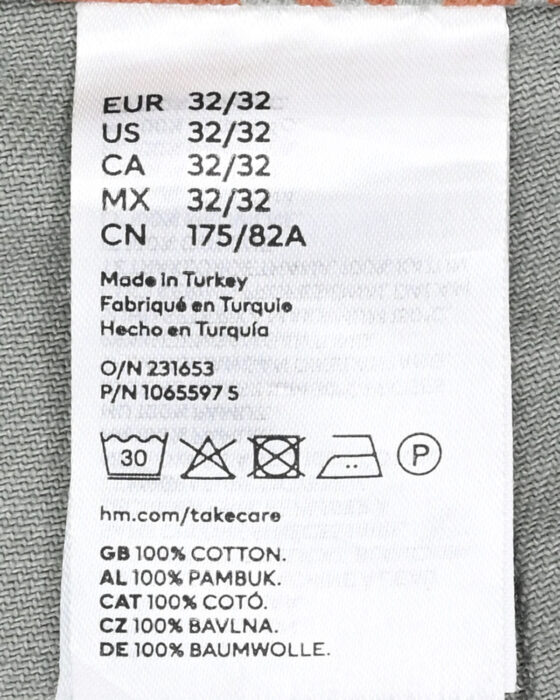 EUR 32/32
US 32/32
CA 32/32
MX 32/32
CN 175/82A
Made in Turkey
Fabriqué en Turquie
Hecho en Turquía
O/N 231653
P/N 1065597 S
30 P
hm.com/takecare
GB 100% COTTON.
AL 100% PAMBUK.
CAT 100% COTÓ.
CZ 100% BAVLNA.
DE 100% BAUMWOLLE.